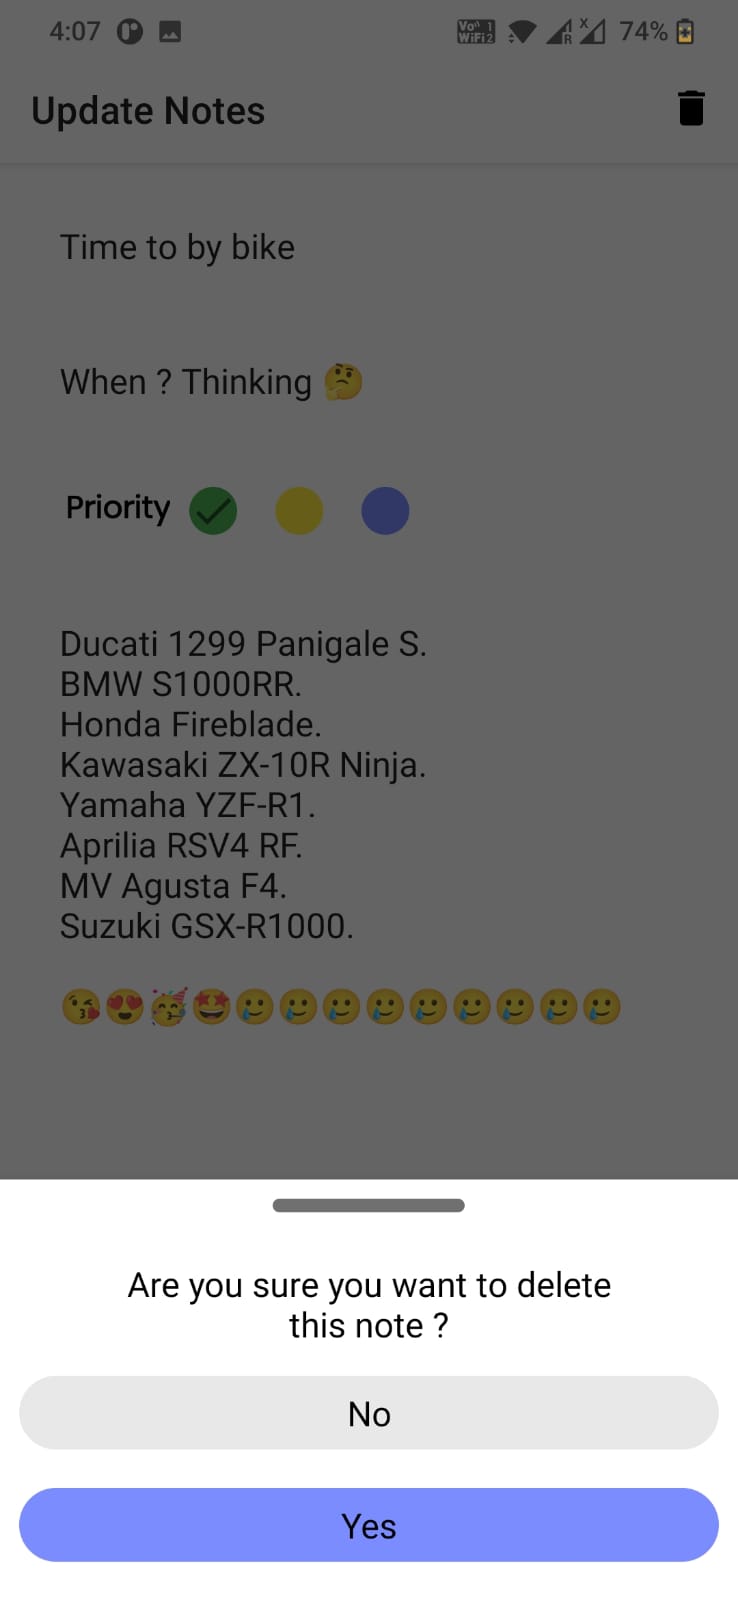 4:07
Vo 1
WiFi2
R
X
74%
Update Notes
Time to by bike
When ? Thinking 🤔
Priority
Ducati 1299 Panigale S.
BMW S1000RR.
Honda Fireblade.
Kawasaki ZX-10R Ninja.
Yamaha YZF-R1.
Aprilia RSV4 RF.
MV Agusta F4.
Suzuki GSX-R1000.
😘😍🥳🤩🥲🥲🥲🥲🥲🥲🥲🥲🥲
Are you sure you want to delete
this note ?
No
Yes